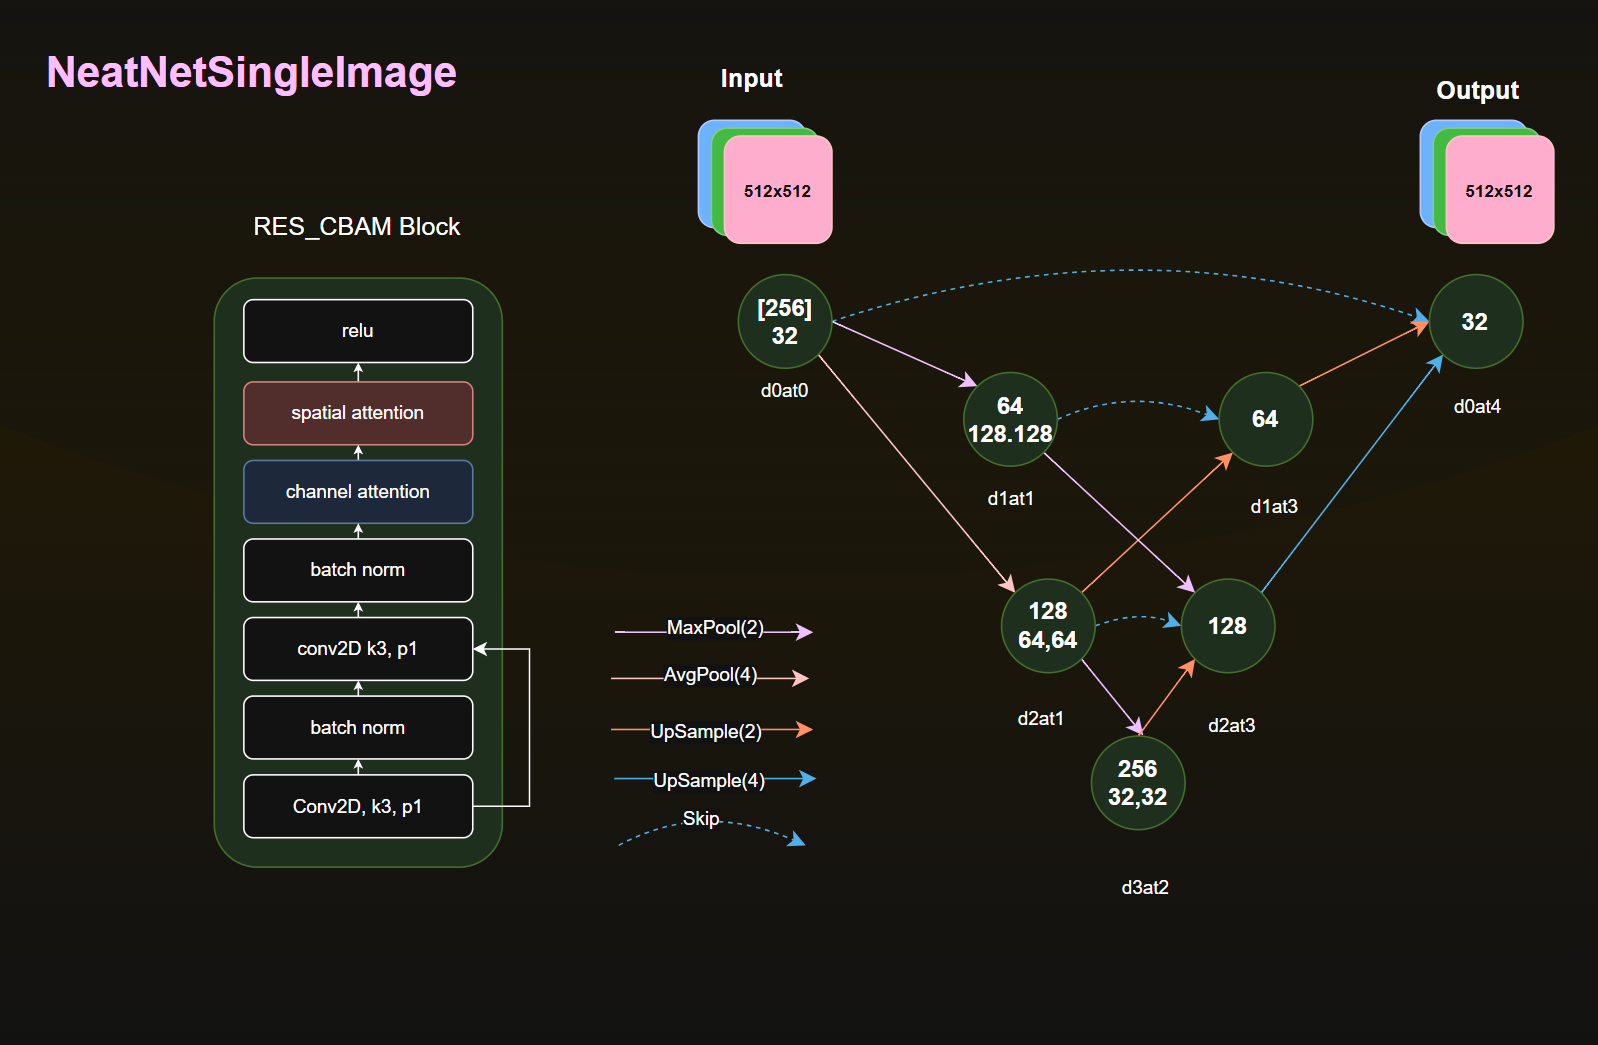 NeatNetSingleImage
Input
Output
512x512
512x512
RES_CBAM Block
relu
spatial attention
channel attention
batch norm
conv2D k3, p1
batch norm
Conv2D, k3, p1
MaxPool(2)
AvgPool(4)
UpSample(2)
UpSample(4)
Skip
[256]
32
d0at0
64
128.128
d1at1
128
64,64
d2at1
256
32,32
d3at2
128
d2at3
64
d1at3
32
d0at4